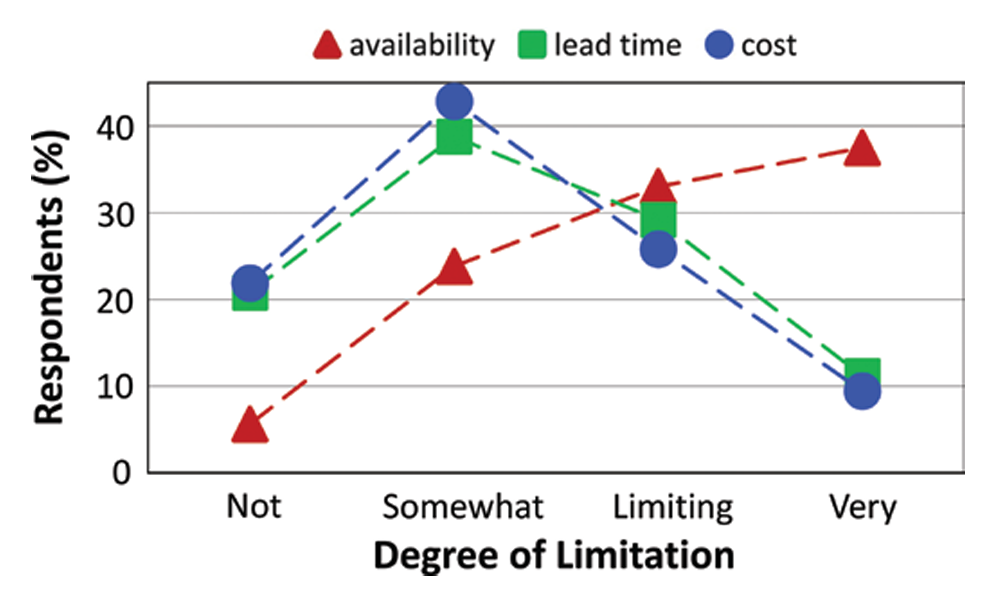 availability lead time cost
Respondents (%)
40
30
20
10
0
Not Somewhat Limiting Very
Degree of Limitation